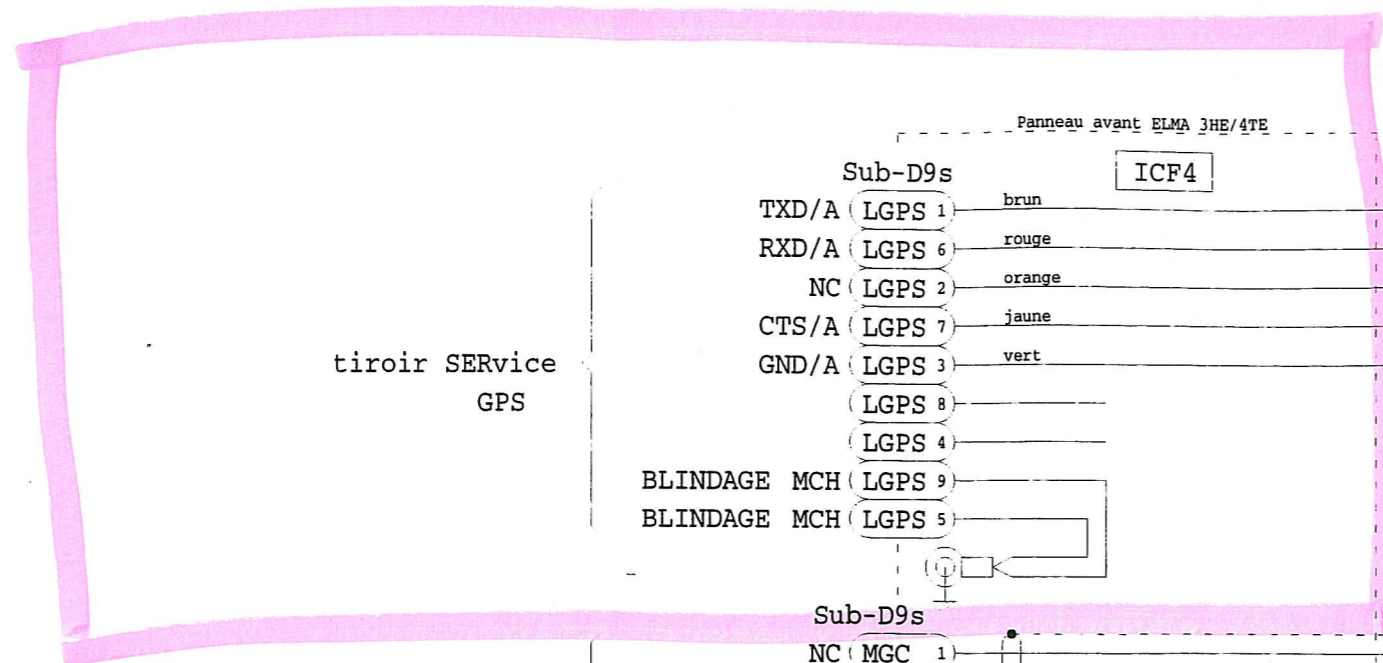 Panneau avant ELMA 3HE/4TE
Sub-D9s
ICF4
TXD/A LGPS 1 brun
RXD/A LGPS 6 rouge
NC LGPS 2 orange
CTS/A LGPS 7 jaune
tiroir SERvice
GND/A LGPS 3 vert
GPS
LGPS 8
LGPS 4
BLINDAGE MCH LGPS 9
BLINDAGE MCH LGPS 5
Sub-D9s
NC MGC 1